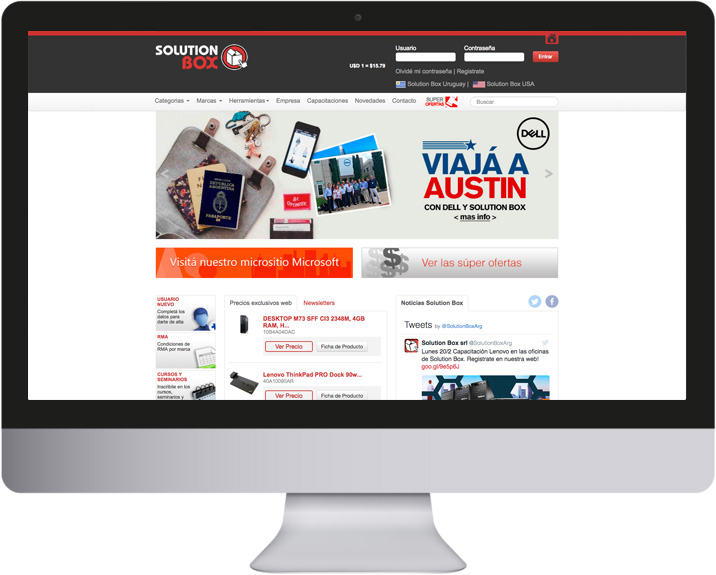 SOLUTION
BOX
USD 1 = $15.79
Usuario
Contraseña
Entrar
Olvidé mi contraseña | Registrate
Solution Box Uruguay | Solution Box USA
Categorias Marcas Herramientas Empresa Capacitaciones Novedades Contacto SUPER OFERTAS Buscar
DELL
VIAJÁ A
AUSTIN
CON DELL Y SOLUTION BOX
< mas info >
REPUBLICA
ARGENTINA
PASAPORTE
Visitá nuestro micrositio Microsoft
Ver las súper ofertas
USUARIO
NUEVO
Completá los
datos para
darte de alta
RMA
Condiciones de
RMA por marca
CURSOS Y
SEMINARIOS
Inscribite en los
cursos,
seminarios y
Precios exclusivos web
Newsletters
DESKTOP M73 SFF CI3 2348M, 4GB
RAM, H...
10B4A04DAC
Ver Precio
Ficha de Producto
Lenovo ThinkPad PRO Dock 90w...
40A10090AR
Ver Precio
Ficha de Producto
Noticias Solution Box
Tweets by @SolutionBoxArg
Solution Box srl @SolutionBoxArg
Lunes 20/2 Capacitación Lenovo en las oficinas
de Solution Box. Registrate en nuestra web!
goo.gl/9e5p6J